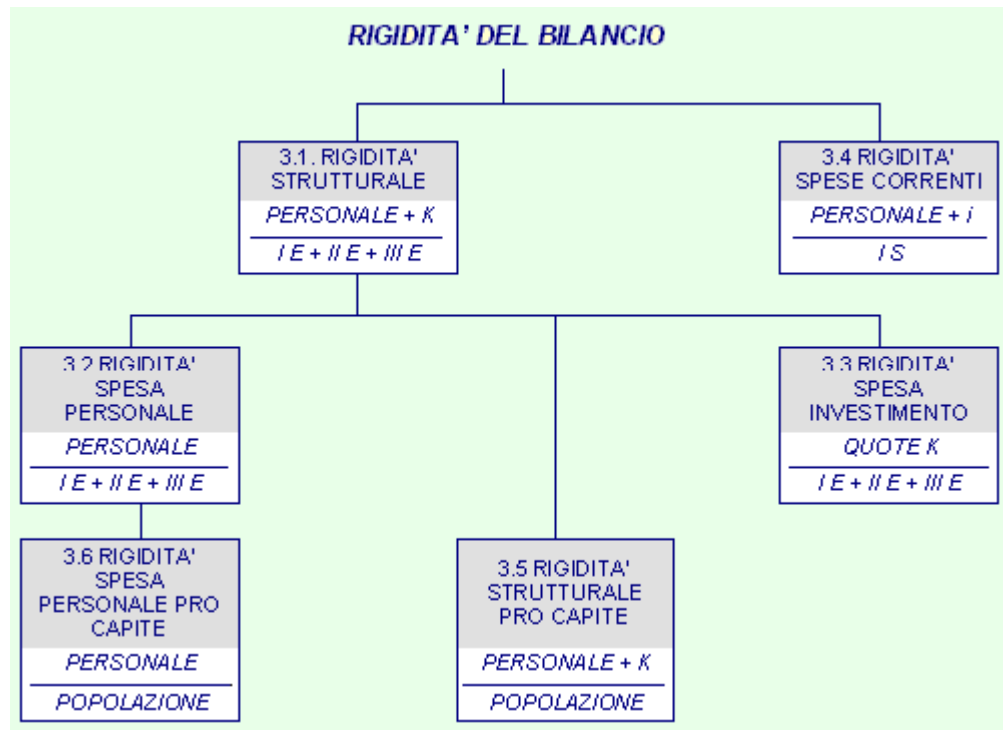 RIGIDITA' DEL BILANCIO
3.1. RIGIDITA'
STRUTTURALE
PERSONALE + K
I E + II E + III E
3.4 RIGIDITA'
SPESE CORRENTI
PERSONALE + i
I S
3.2 RIGIDITA'
SPESA
PERSONALE
PERSONALE
I E + II E + III E
3.3 RIGIDITA'
SPESA
INVESTIMENTO
QUOTE K
I E + II E + III E
3.6 RIGIDITA'
SPESA
PERSONALE PRO
CAPITE
PERSONALE
POPOLAZIONE
3.5 RIGIDITA'
STRUTTURALE
PRO CAPITE
PERSONALE + K
POPOLAZIONE